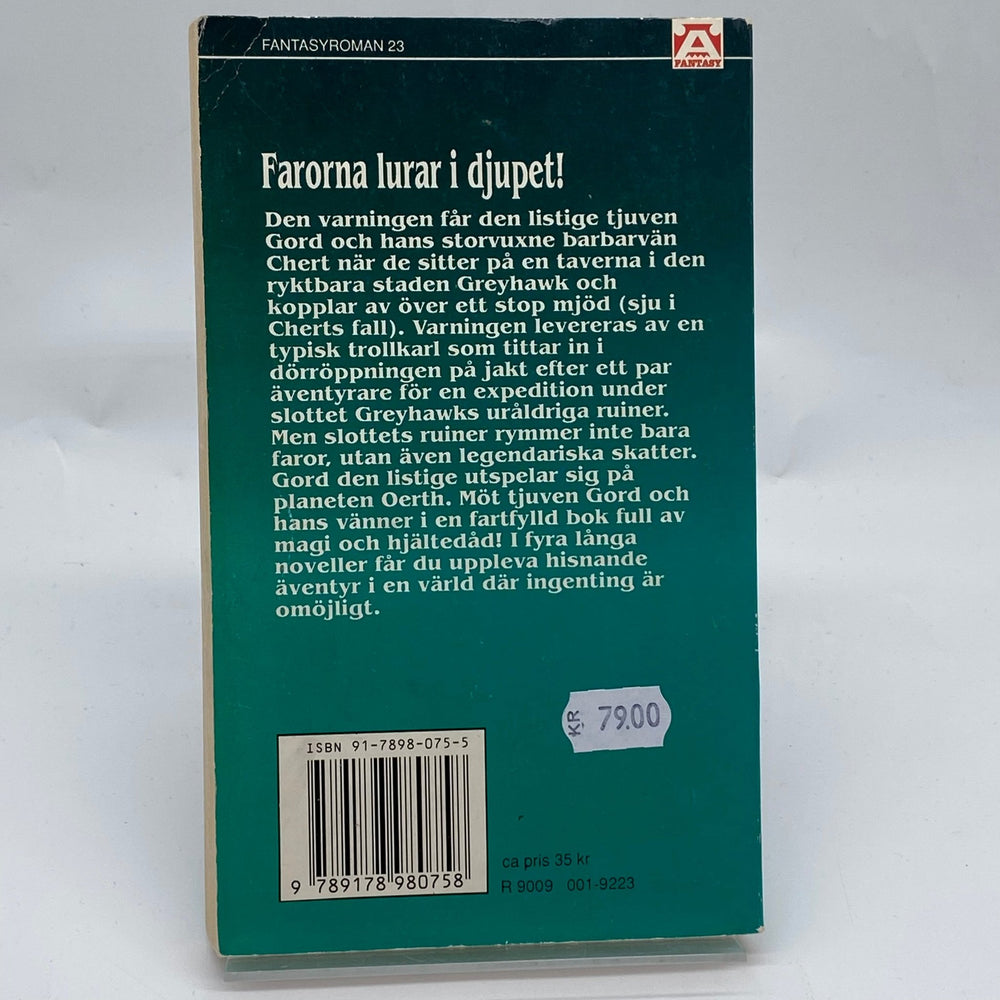 FANTASYROMAN 23
A
FANTASY
Farorna lurar i djupet!
Den varningen får den listige tjuven
Gord och hans storvuxne barbarvän
Chert när de sitter på en taverna i den
ryktbara staden Greyhawk och
kopplar av över ett stop mjöd (sju i
Cherts fall). Varningen levereras av en
typisk trollkarl som tittar in i
dörröppningen på jakt efter ett par
äventyrare för en expedition under
slottet Greyhawks uråldriga ruiner.
Men slottets ruiner rymmer inte bara
faror, utan även legendariska skatter.
Gord den listige utspelar sig på
planeten Oerth. Möt tjuven Gord och
hans vänner i en fartfylld bok full av
magi och hjältedåd! I fyra långa
noveller får du uppleva hisnande
äventyr i en värld där ingenting är
omöjligt.
KR 79.00
ISBN 91-7898-075-5
9 789178 980758
ca pris 35 kr
R 9009 001-9223